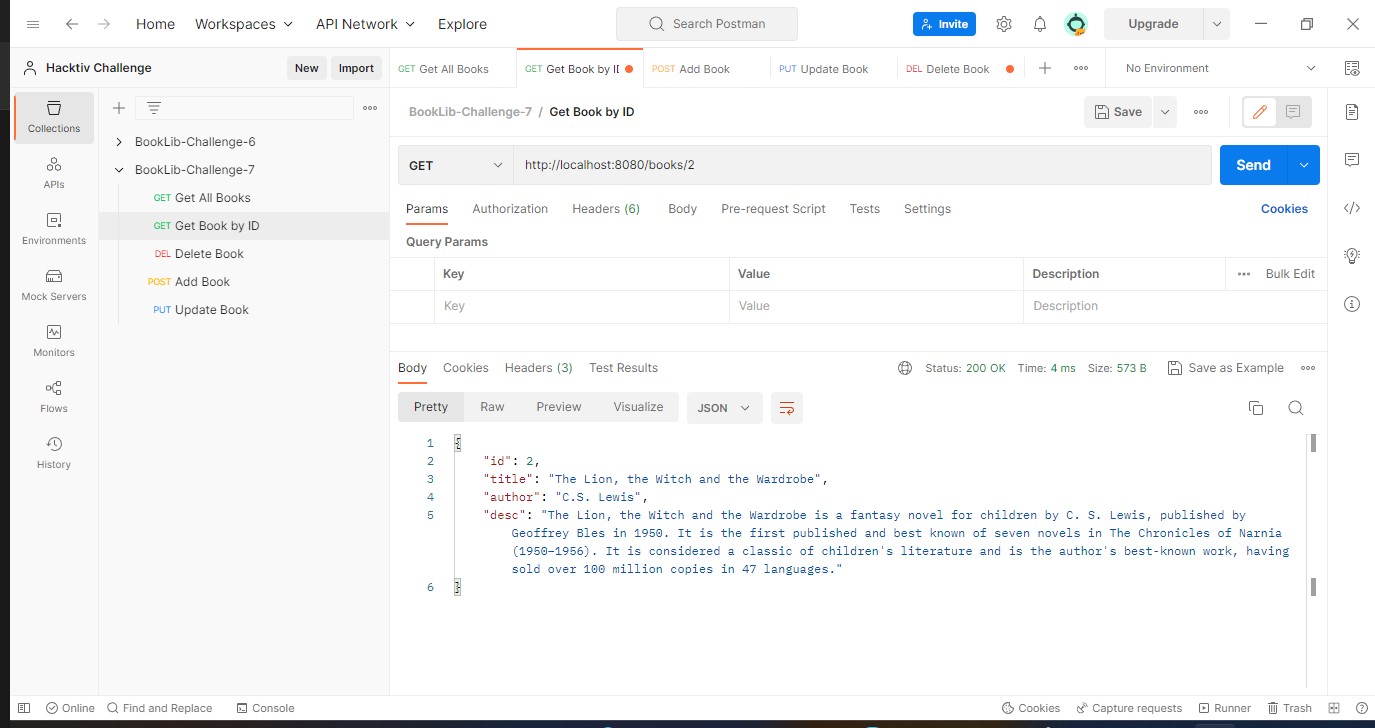 Home Workspaces API Network Explore Search Postman Invite Upgrade
Hacktiv Challenge New Import GET Get All Books GET Get Book by ID POST Add Book PUT Update Book DEL Delete Book No Environment
Collections
APIs
Environments
Mock Servers
Monitors
Flows
History
BookLib-Challenge-6
BookLib-Challenge-7
GET Get All Books
GET Get Book by ID
DEL Delete Book
POST Add Book
PUT Update Book
BookLib-Challenge-7 / Get Book by ID Save
GET http://localhost:8080/books/2 Send
Params Authorization Headers (6) Body Pre-request Script Tests Settings Cookies
Query Params
Key Value Description Bulk Edit
Key Value Description
Body Cookies Headers (3) Test Results Status: 200 OK Time: 4 ms Size: 573 B Save as Example
Pretty Raw Preview Visualize JSON
1 {
2 "id": 2,
3 "title": "The Lion, the Witch and the Wardrobe",
4 "author": "C.S. Lewis",
5 "desc": "The Lion, the Witch and the Wardrobe is a fantasy novel for children by C. S. Lewis, published by
Geoffrey Bles in 1950. It is the first published and best known of seven novels in The Chronicles of Narnia
(1950–1956). It is considered a classic of children's literature and is the author's best-known work, having
sold over 100 million copies in 47 languages."
6 }
Online Find and Replace Console Cookies Capture requests Runner Trash